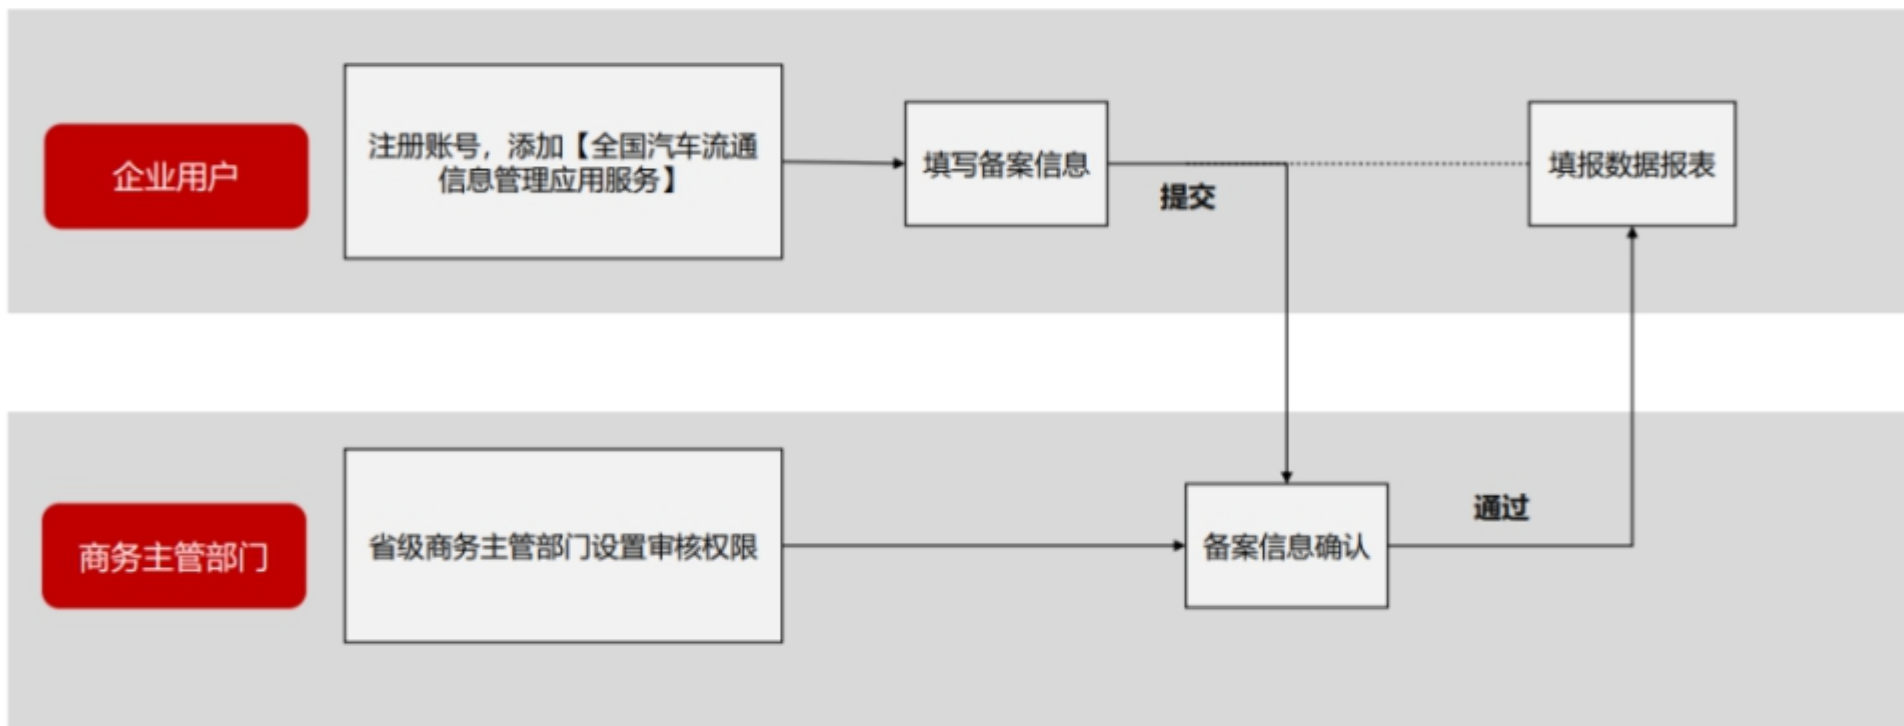 企业用户
注册账号，添加【全国汽车流通
信息管理应用服务】
填写备案信息
提交
填报数据报表
商务主管部门
省级商务主管部门设置审核权限
备案信息确认
通过